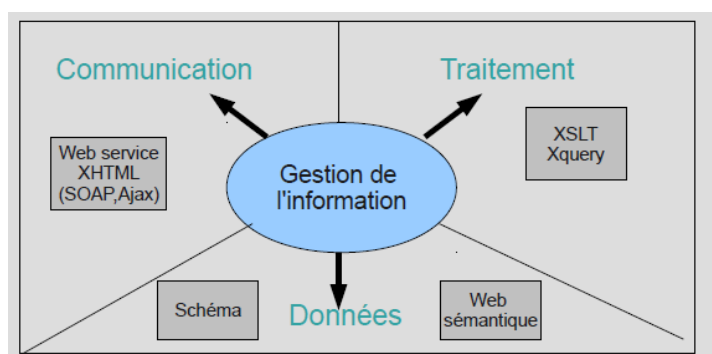 Communication
Traitement
Web service
XHTML
(SOAP,Ajax)
XSLT
Xquery
Gestion de
l'information
Schéma
Données
Web
sémantique